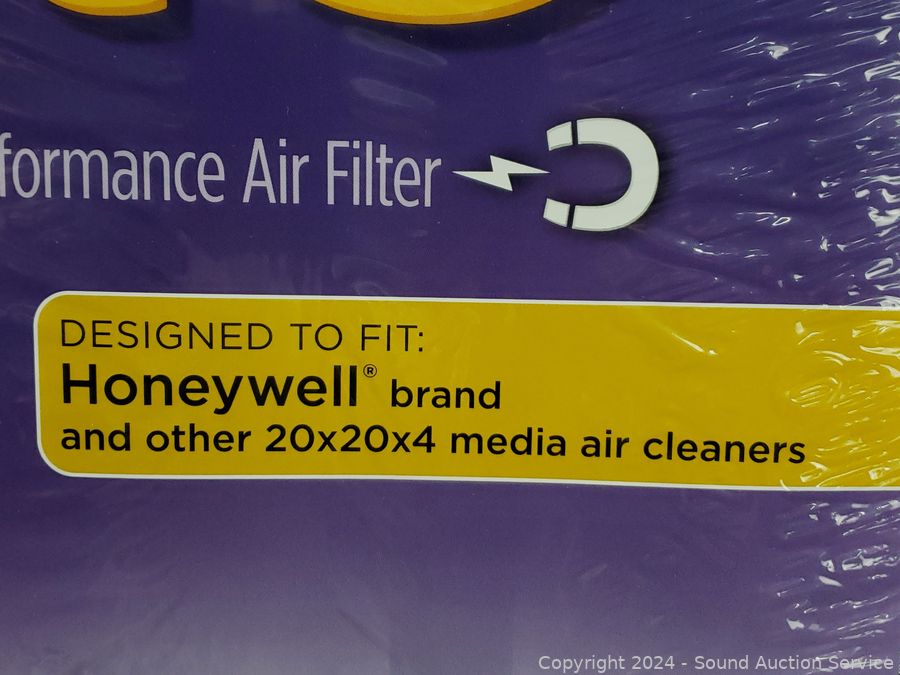 formance Air Filter
DESIGNED TO FIT:
Honeywell® brand
and other 20x20x4 media air cleaners
Copyright 2024 - Sound Auction Service